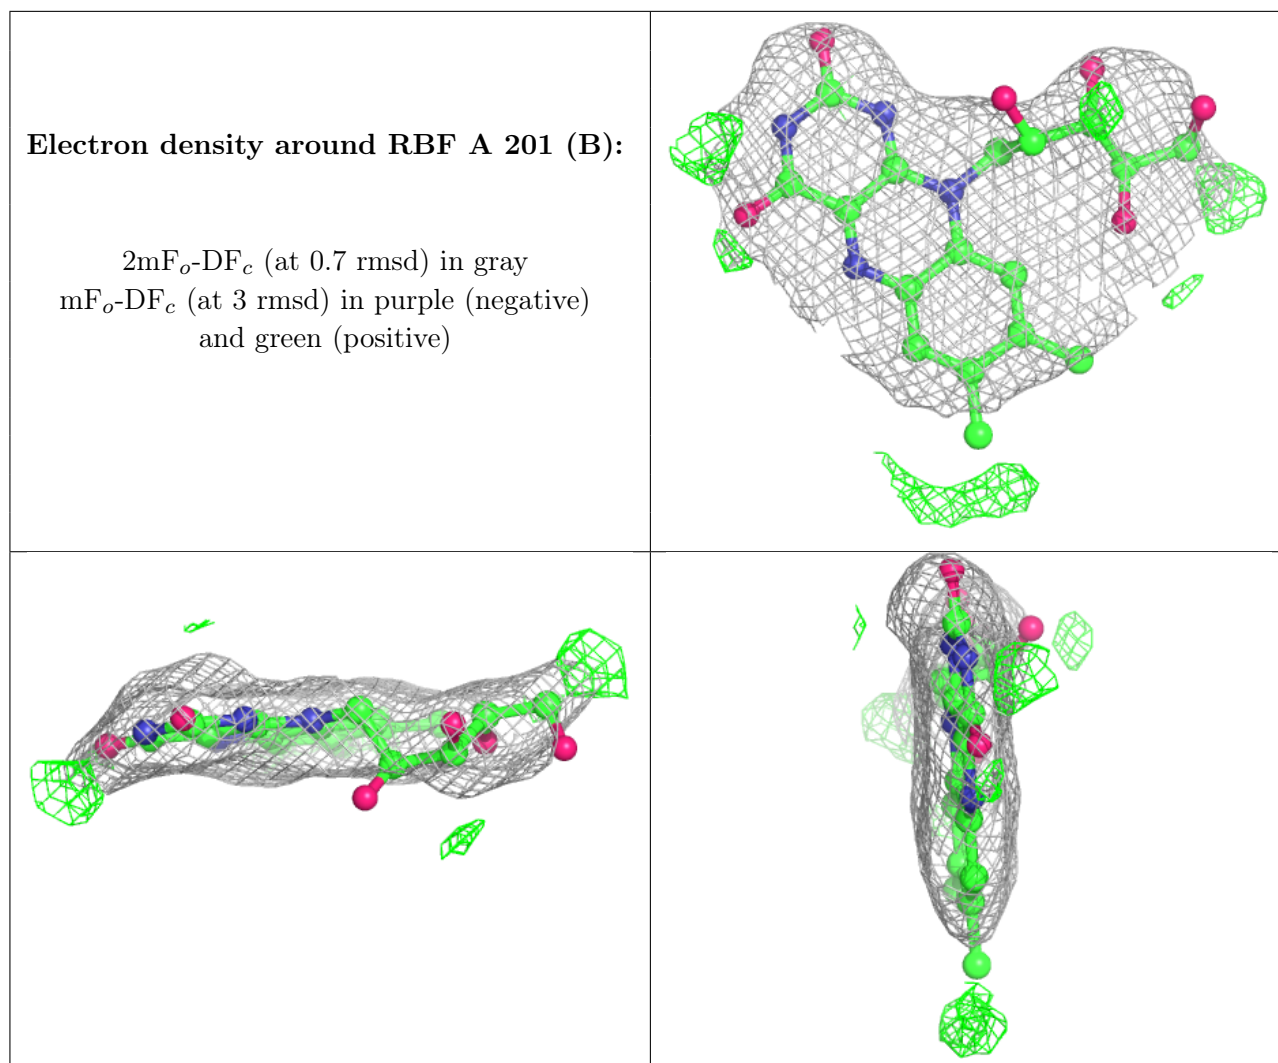 Electron density around RBF A 201 (B):
2mFₒ-DF𝒸 (at 0.7 rmsd) in gray
mFₒ-DF𝒸 (at 3 rmsd) in purple (negative)
and green (positive)